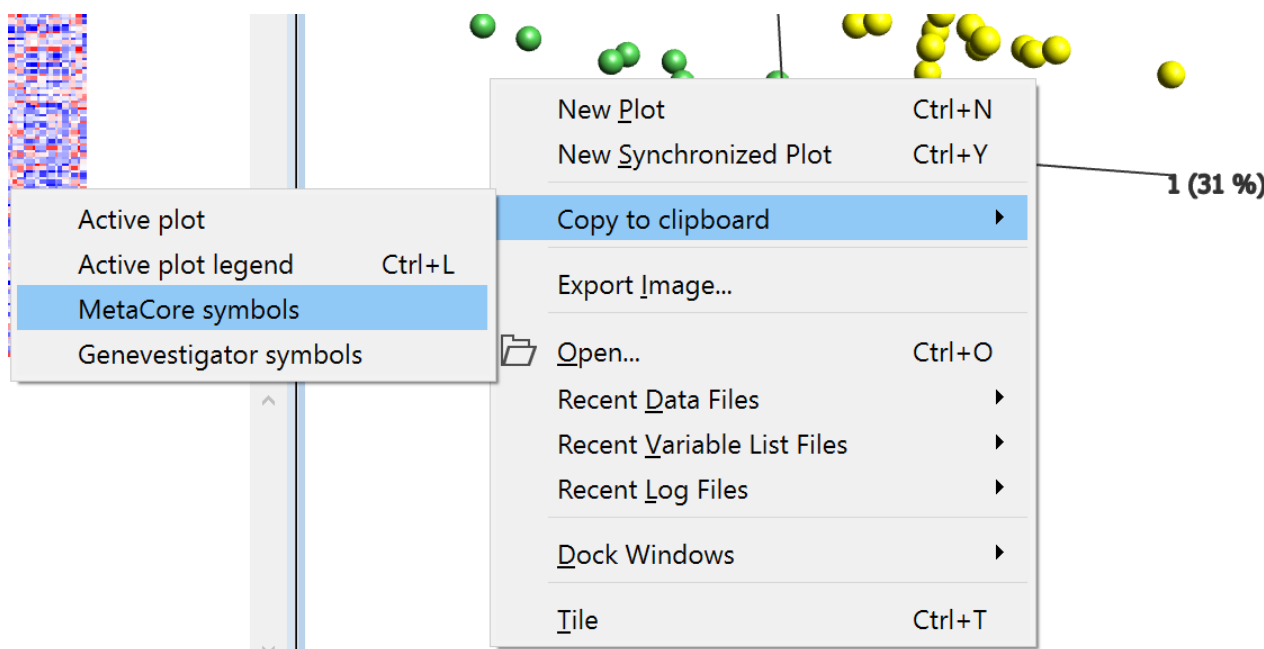 New Plot Ctrl+N
New Synchronized Plot Ctrl+Y
1 (31 %)
Copy to clipboard
Active plot
Active plot legend Ctrl+L
MetaCore symbols
Genevestigator symbols
Export Image...
Open... Ctrl+O
Recent Data Files
Recent Variable List Files
Recent Log Files
Dock Windows
Tile Ctrl+T